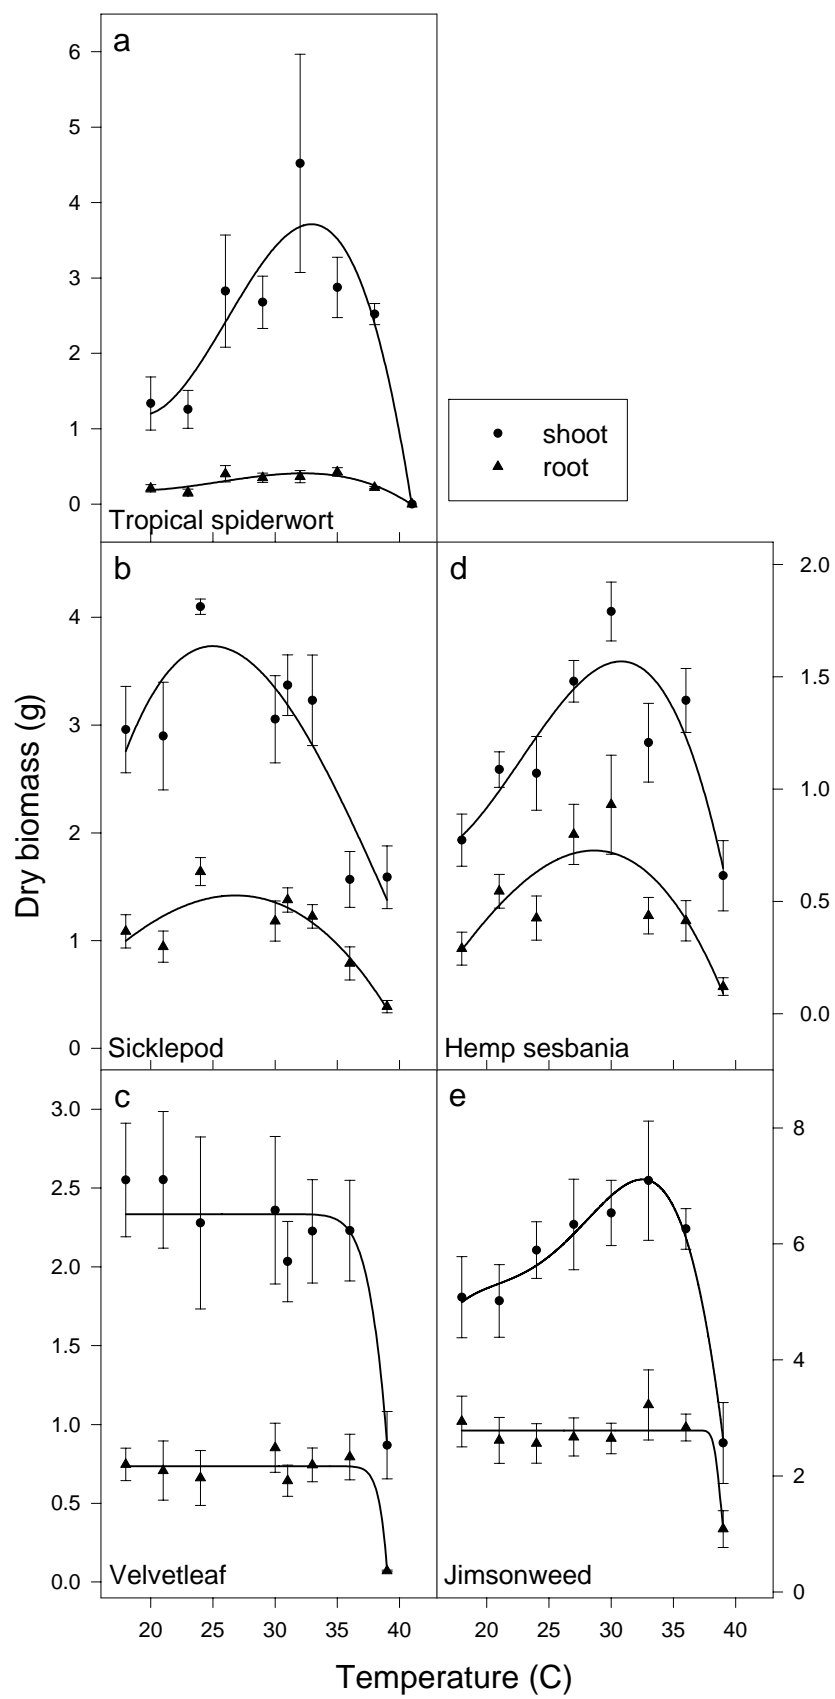 a
6
5
4
3
2
1
0
Tropical spiderwort
shoot
root
b
4
3
2
1
0
Sicklepod
d
2.0
1.5
1.0
0.5
0.0
Hemp sesbania
Dry biomass (g)
c
3.0
2.5
2.0
1.5
1.0
0.5
0.0
Velvetleaf
e
8
6
4
2
0
Jimsonweed
20 25 30 35 40
20 25 30 35 40
Temperature (C)